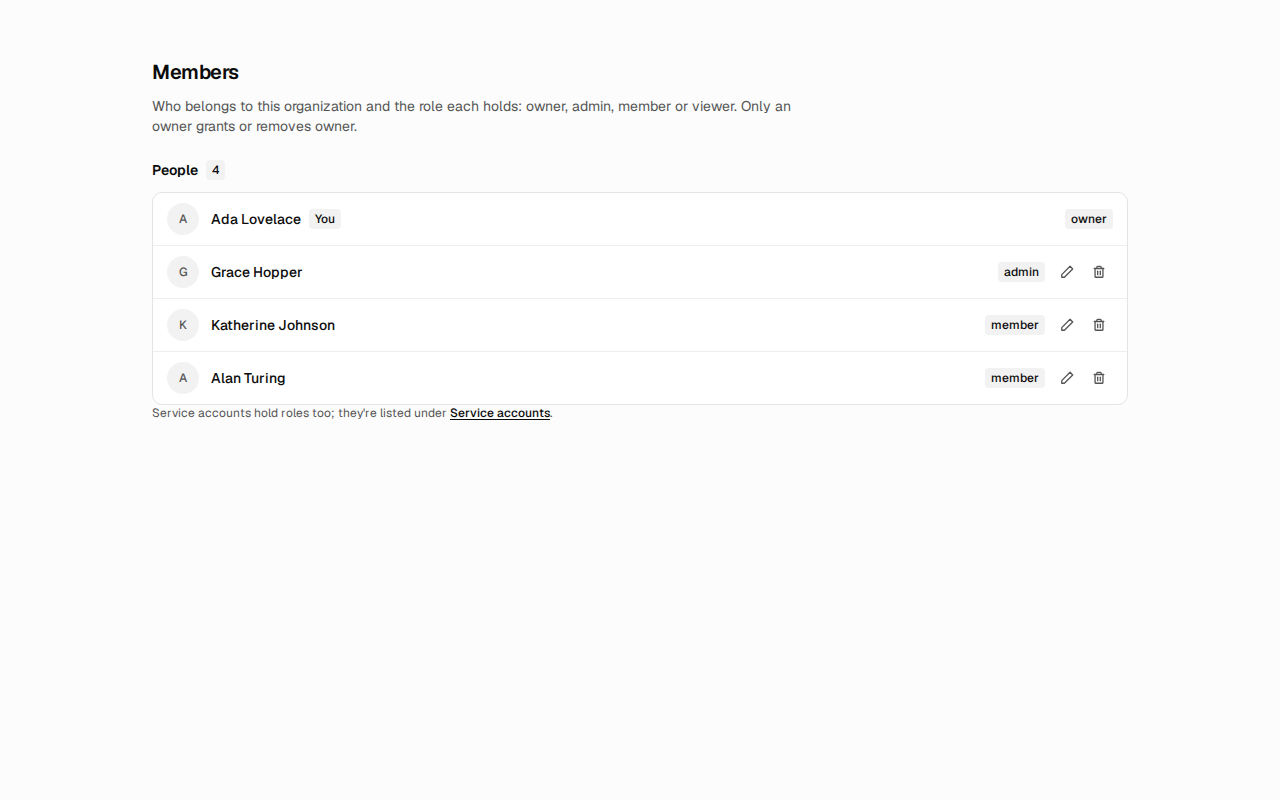 Members
Who belongs to this organization and the role each holds: owner, admin, member or viewer. Only an
owner grants or removes owner.
People 4
A Ada Lovelace You owner
G Grace Hopper admin
K Katherine Johnson member
A Alan Turing member
Service accounts hold roles too; they're listed under Service accounts.